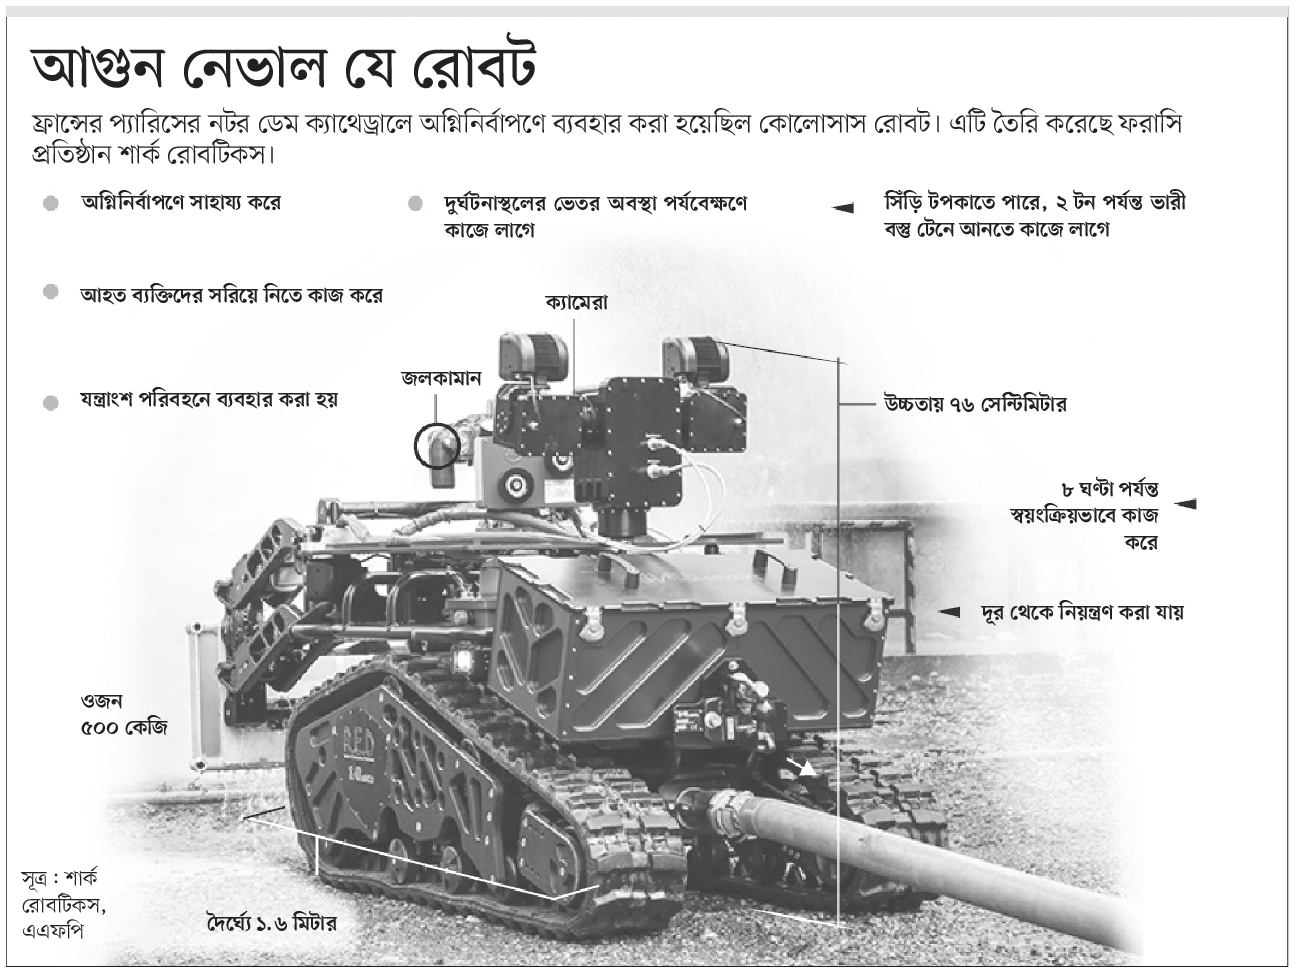 আগুন নেভাল যে রোবট
ফ্রান্সের প্যারিসের নটর ডেম ক্যাথেড্রালে অগ্নিনির্বাপণে ব্যবহার করা হয়েছিল কোলোসাস রোবট। এটি তৈরি করেছে ফরাসি
প্রতিষ্ঠান শার্ক রোবটিকস।
অগ্নিনির্বাপণে সাহায্য করে
দুর্ঘটনাস্থলের ভেতর অবস্থা পর্যবেক্ষণে
কাজে লাগে
সিঁড়ি টপকাতে পারে, ২ টন পর্যন্ত ভারী
বস্তু টেনে আনতে কাজে লাগে
আহত ব্যক্তিদের সরিয়ে নিতে কাজ করে
ক্যামেরা
জলকামান
যন্ত্রাংশ পরিবহনে ব্যবহার করা হয়
উচ্চতায় ৭৬ সেন্টিমিটার
৮ ঘণ্টা পর্যন্ত
স্বয়ংক্রিয়ভাবে কাজ
করে
দূর থেকে নিয়ন্ত্রণ করা যায়
ওজন
৫০০ কেজি
সূত্র : শার্ক
রোবটিকস,
এএফপি
দৈর্ঘ্যে ১.৬ মিটার